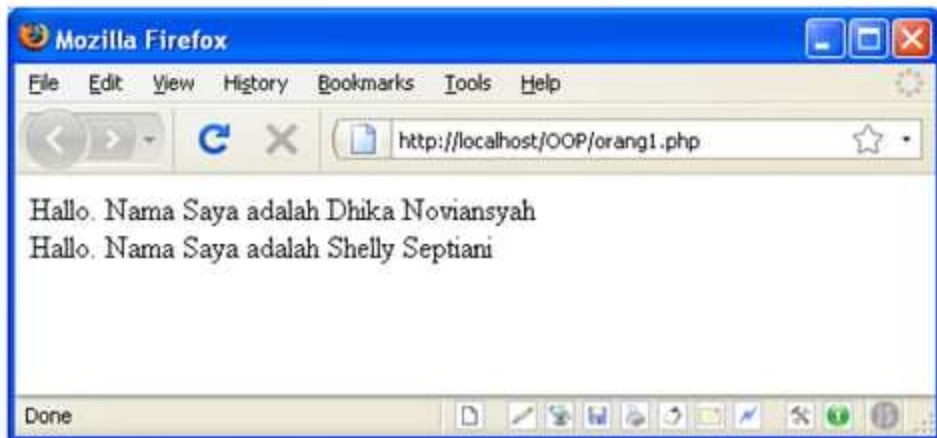 Mozilla Firefox
File Edit View History Bookmarks Tools Help
http://localhost/OOP/orang1.php
Hallo. Nama Saya adalah Dhika Noviansyah
Hallo. Nama Saya adalah Shelly Septiani
Done